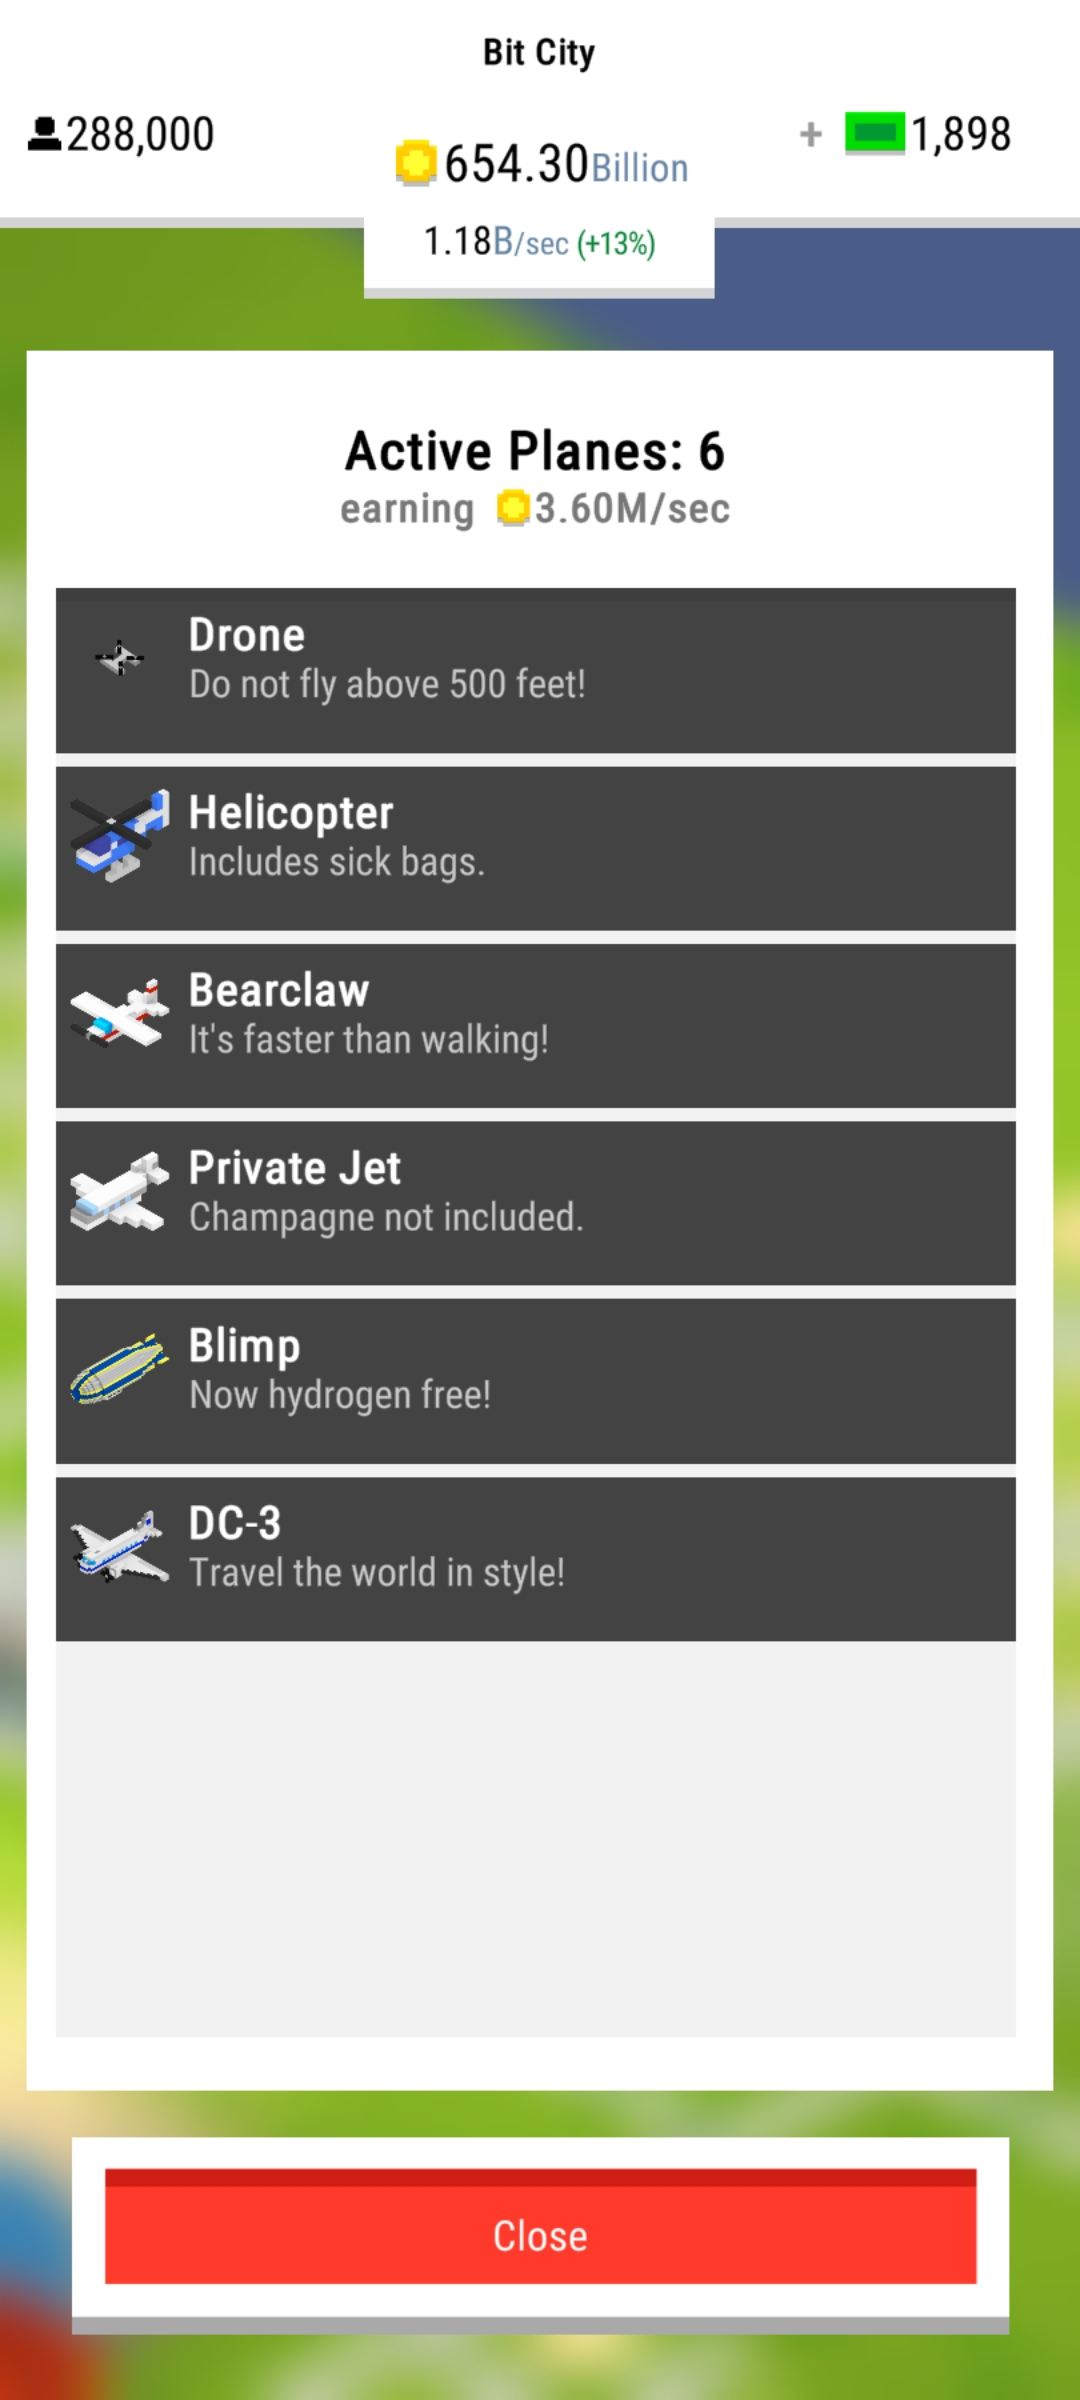 Bit City
288,000
654.30Billion
+ 1,898
1.18B/sec (+13%)
Active Planes: 6
earning 3.60M/sec
Drone
Do not fly above 500 feet!
Helicopter
Includes sick bags.
Bearclaw
It's faster than walking!
Private Jet
Champagne not included.
Blimp
Now hydrogen free!
DC-3
Travel the world in style!
Close